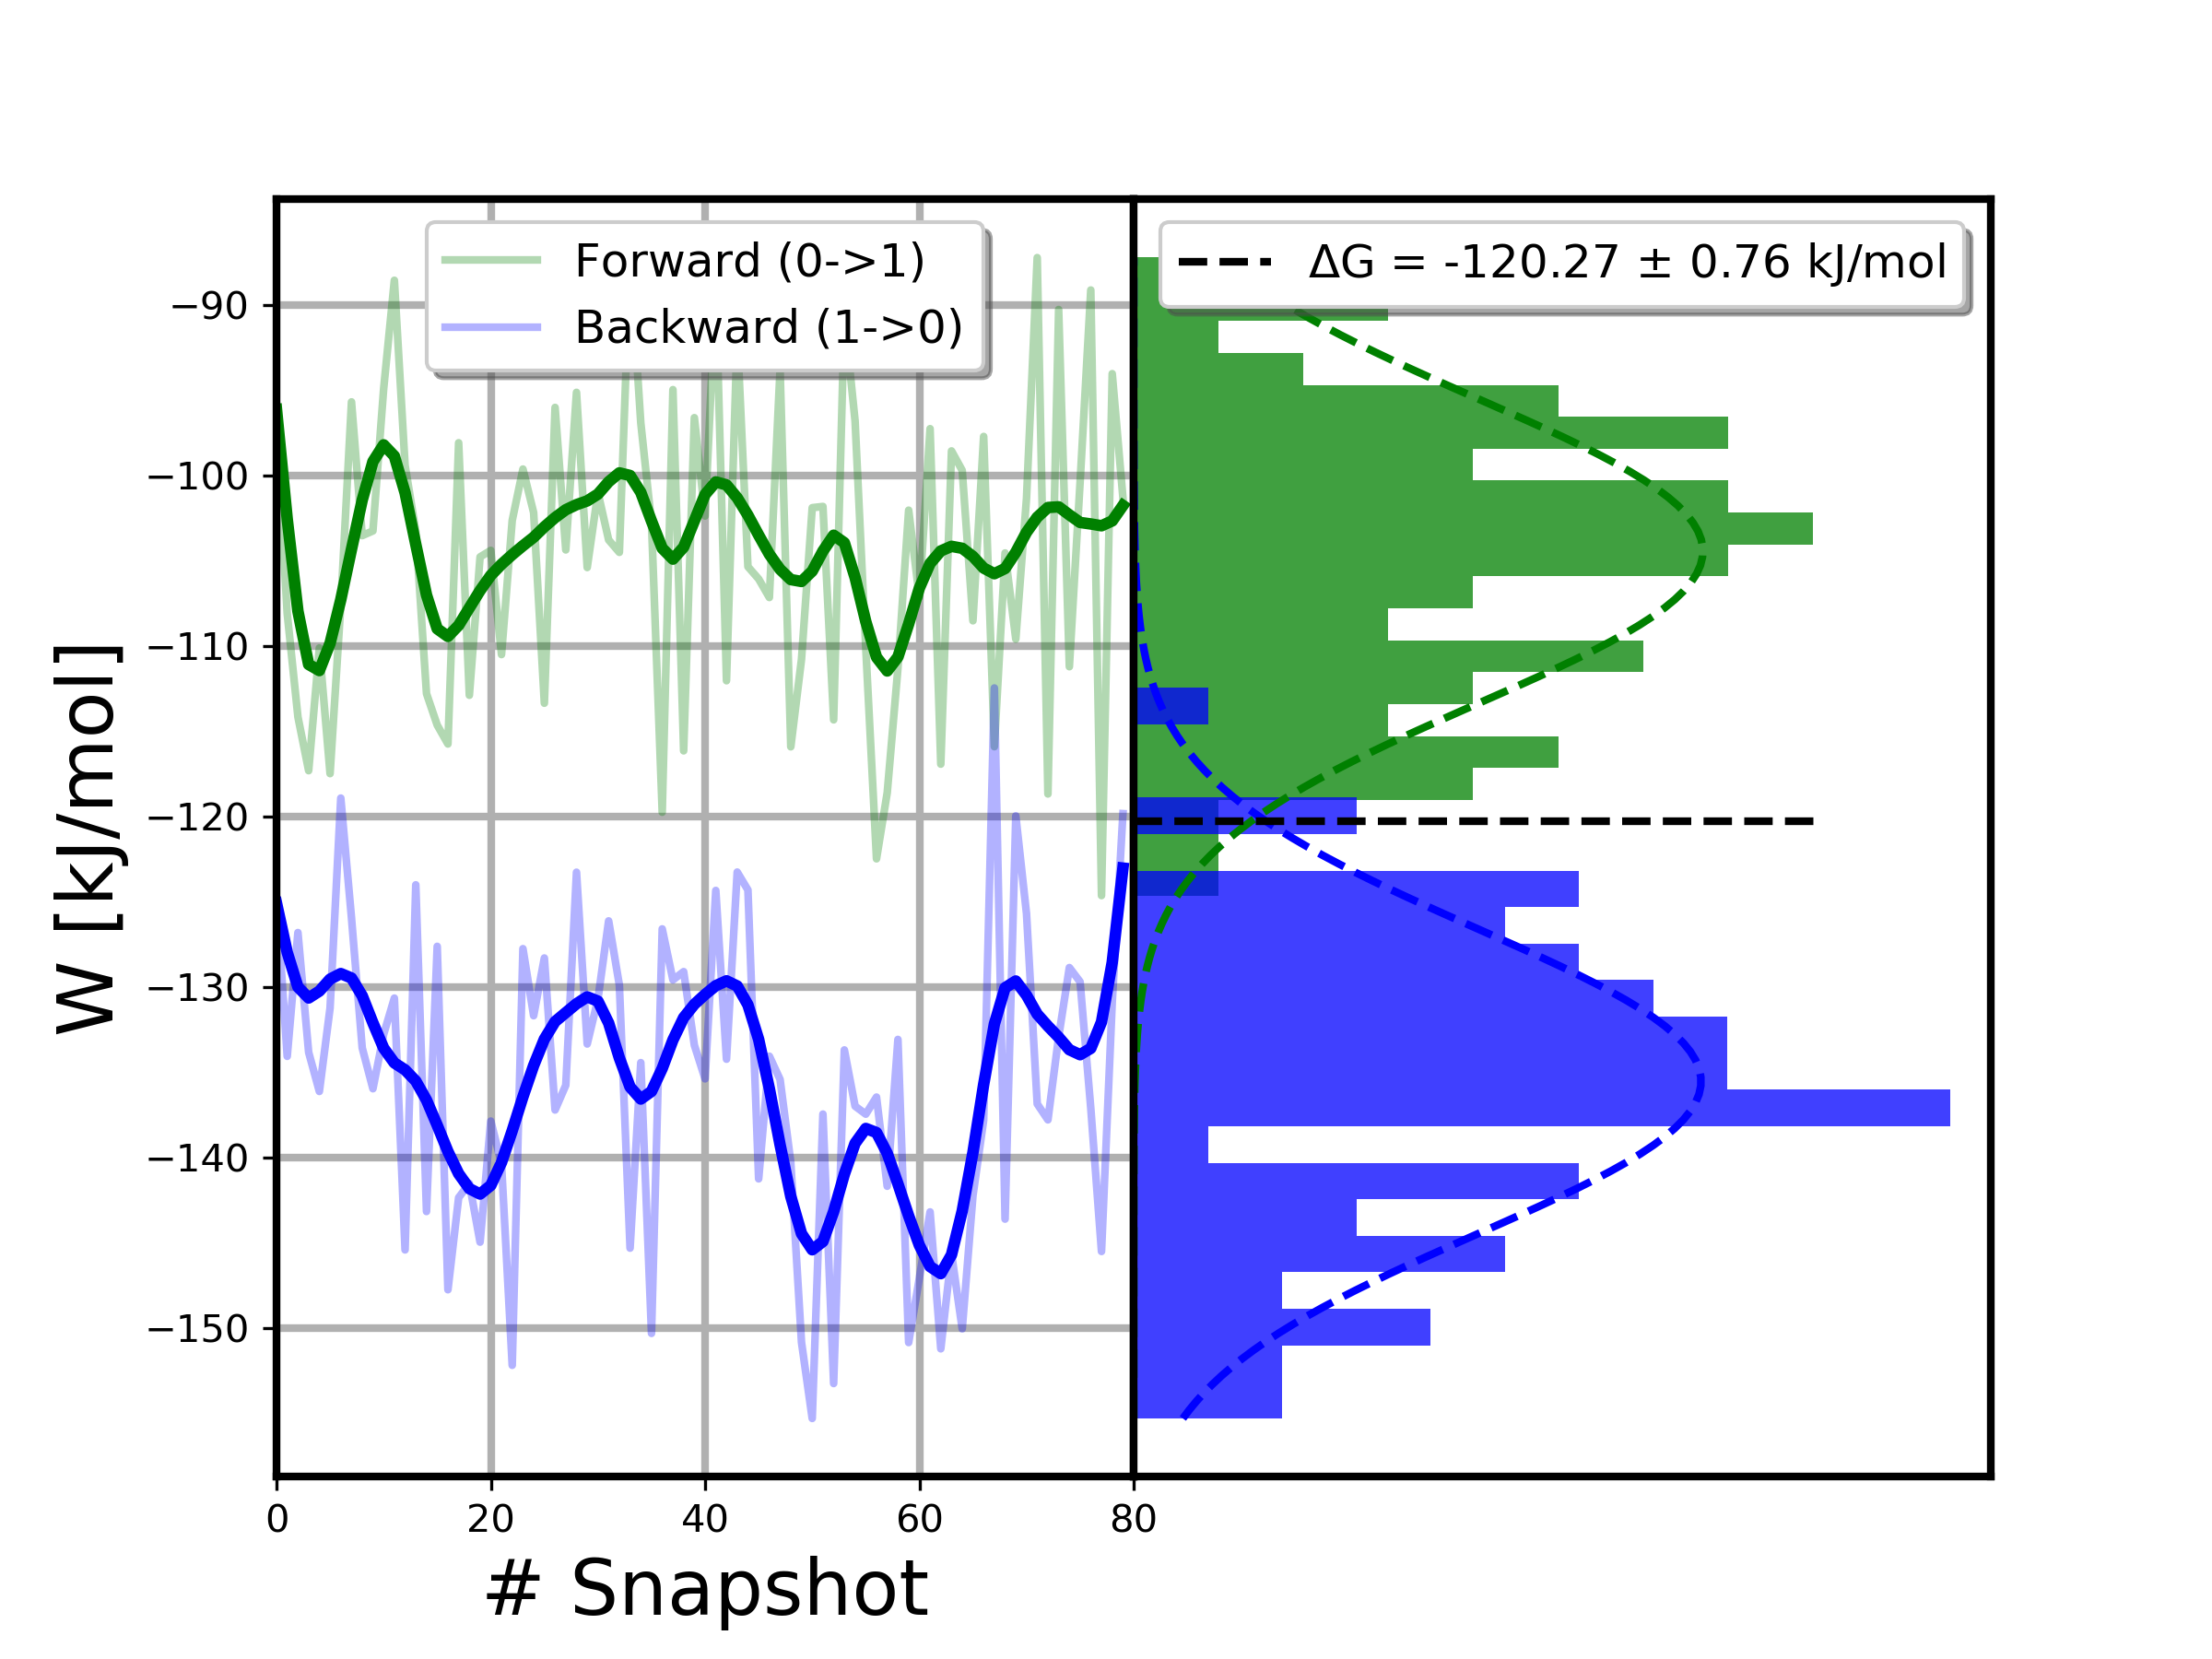 Forward (0->1)
Backward (1->0)
ΔG = -120.27 ± 0.76 kJ/mol
−90
−100
−110
−120
−130
−140
−150
W [kJ/mol]
0 20 40 60 80
# Snapshot